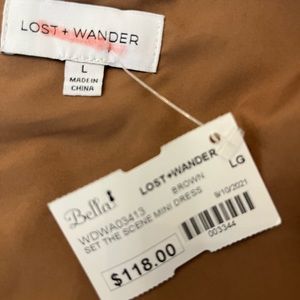 LOST + WANDER
L
MADE IN
CHINA
Bella
LOST+WANDER
LG
WDWA03413
BROWN
SET THE SCENE MINI DRESS
9/10/2021
$118.00
003344